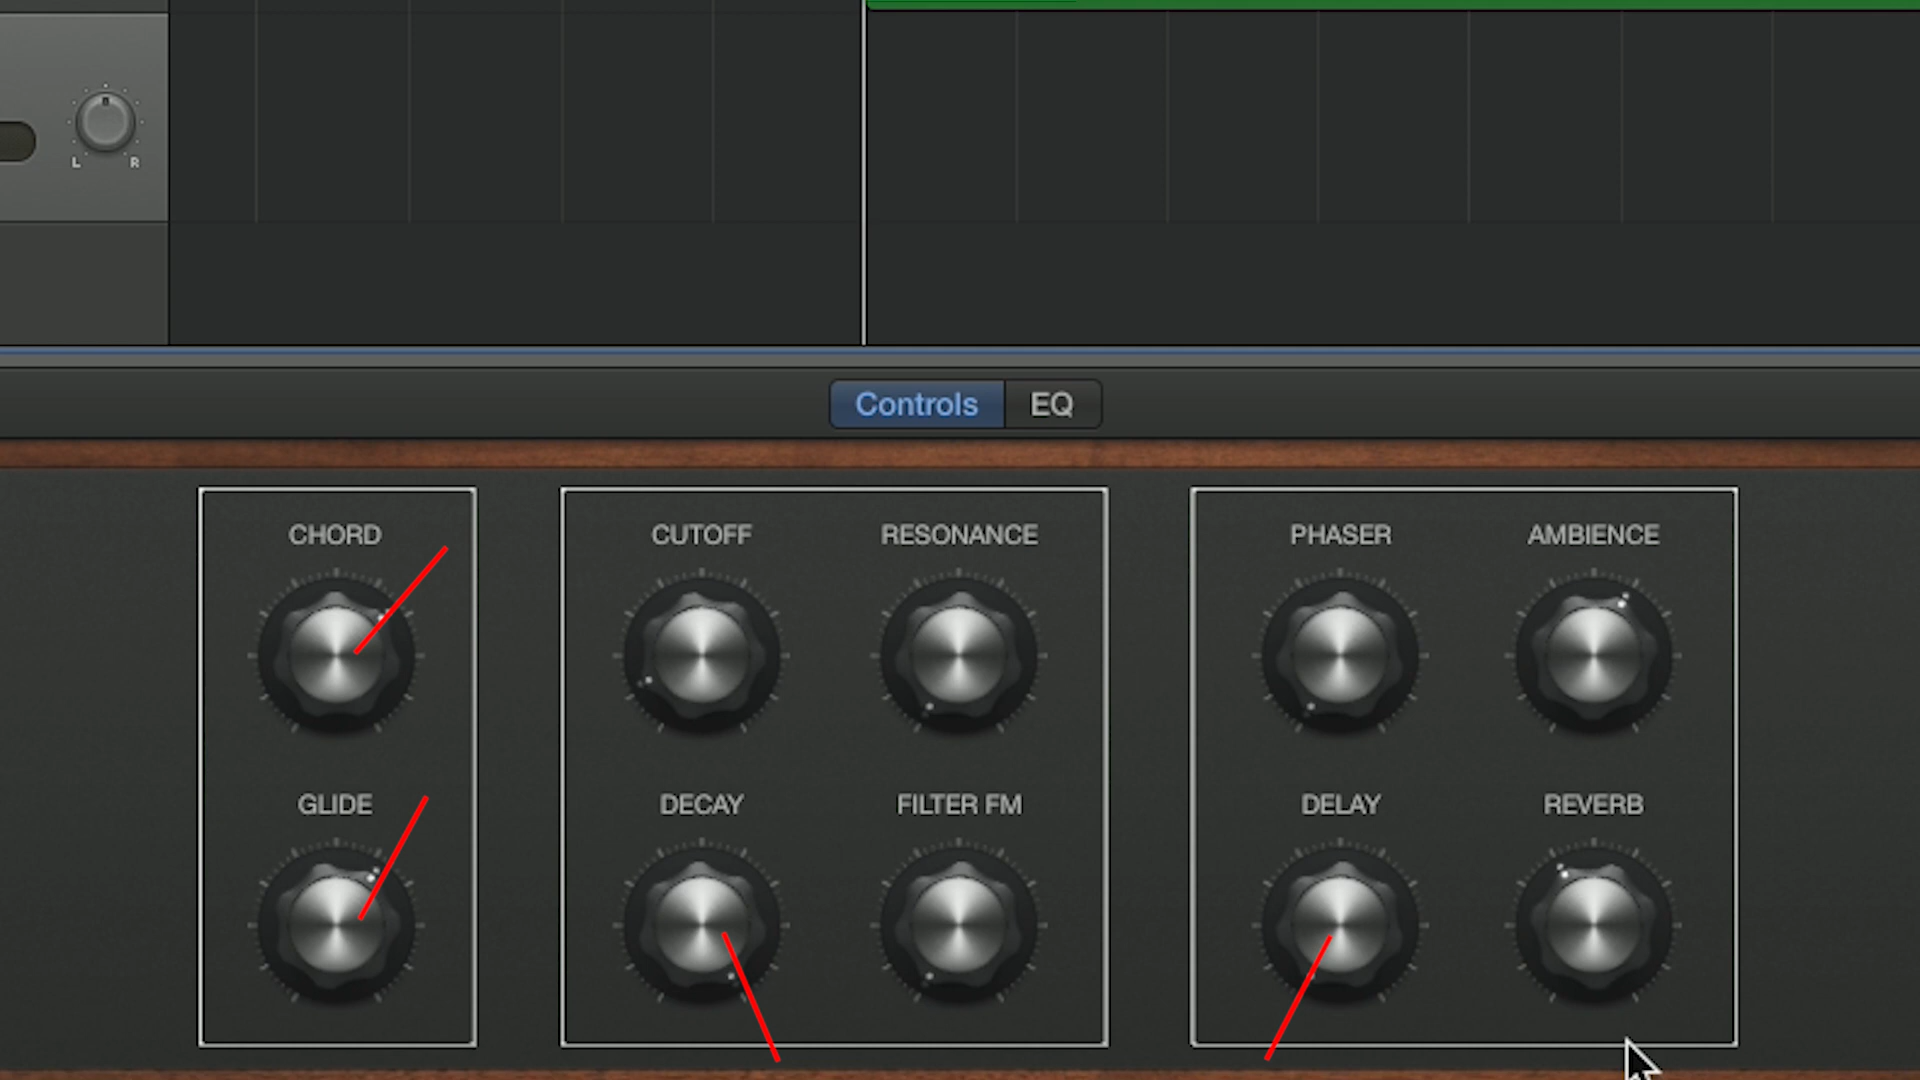 L R
Controls EQ
CHORD CUTOFF RESONANCE PHASER AMBIENCE
GLIDE DECAY FILTER FM DELAY REVERB